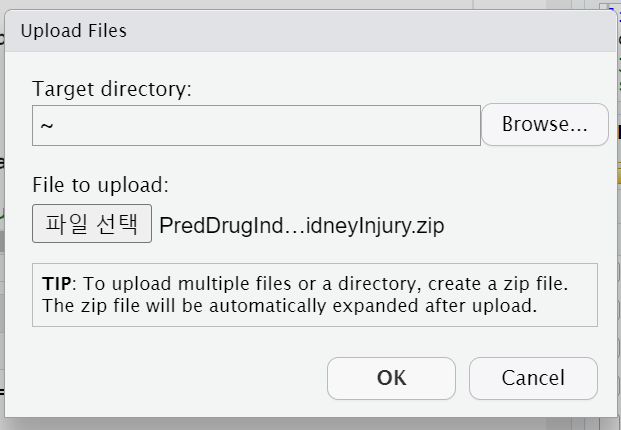 Upload Files
Target directory:
~
Browse...
File to upload:
파일 선택 PredDrugInd…idneyInjury.zip
TIP: To upload multiple files or a directory, create a zip file.
The zip file will be automatically expanded after upload.
OK
Cancel